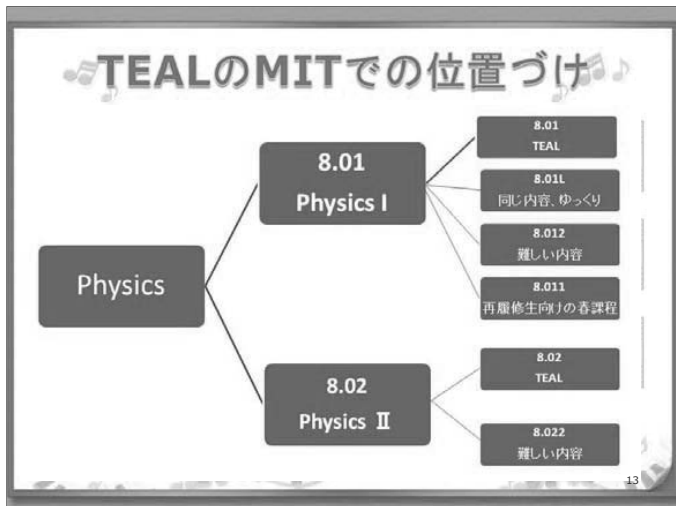 TEALのMITでの位置づけ
Physics
8.01
Physics I
8.01
TEAL
8.01L
同じ内容、ゆっくり
8.012
難しい内容
8.011
再履修生向けの春課程
8.02
Physics Ⅱ
8.02
TEAL
8.022
難しい内容
13